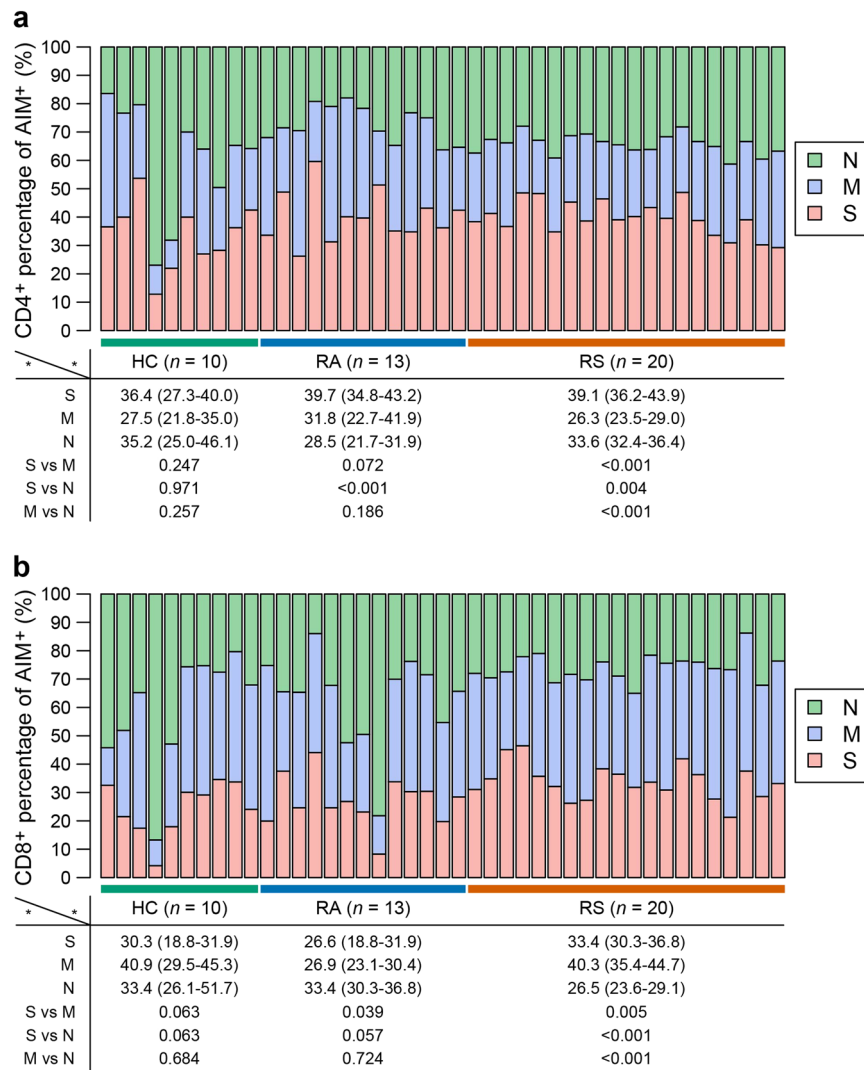 a
CD4+ percentage of AIM+ (%)
100
90
80
70
60
50
40
30
20
10
0
N
M
S
* * HC (n = 10) RA (n = 13) RS (n = 20)
S 36.4 (27.3-40.0) 39.7 (34.8-43.2) 39.1 (36.2-43.9)
M 27.5 (21.8-35.0) 31.8 (22.7-41.9) 26.3 (23.5-29.0)
N 35.2 (25.0-46.1) 28.5 (21.7-31.9) 33.6 (32.4-36.4)
S vs M 0.247 0.072 <0.001
S vs N 0.971 <0.001 0.004
M vs N 0.257 0.186 <0.001
b
CD8+ percentage of AIM+ (%)
100
90
80
70
60
50
40
30
20
10
0
N
M
S
* * HC (n = 10) RA (n = 13) RS (n = 20)
S 30.3 (18.8-31.9) 26.6 (18.8-31.9) 33.4 (30.3-36.8)
M 40.9 (29.5-45.3) 26.9 (23.1-30.4) 40.3 (35.4-44.7)
N 33.4 (26.1-51.7) 33.4 (30.3-36.8) 26.5 (23.6-29.1)
S vs M 0.063 0.039 0.005
S vs N 0.063 0.057 <0.001
M vs N 0.684 0.724 <0.001